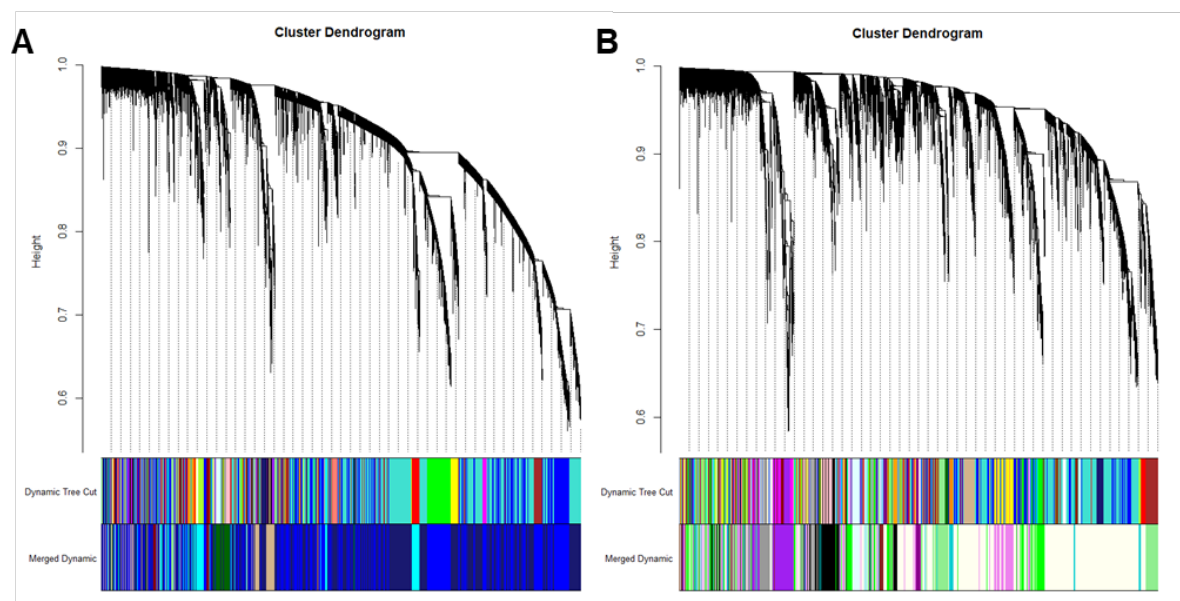 A
Cluster Dendrogram
Height
1.0
0.9
0.8
0.7
0.6
Dynamic Tree Cut
Merged Dynamic
B
Cluster Dendrogram
Height
1.0
0.9
0.8
0.7
0.6
Dynamic Tree Cut
Merged Dynamic